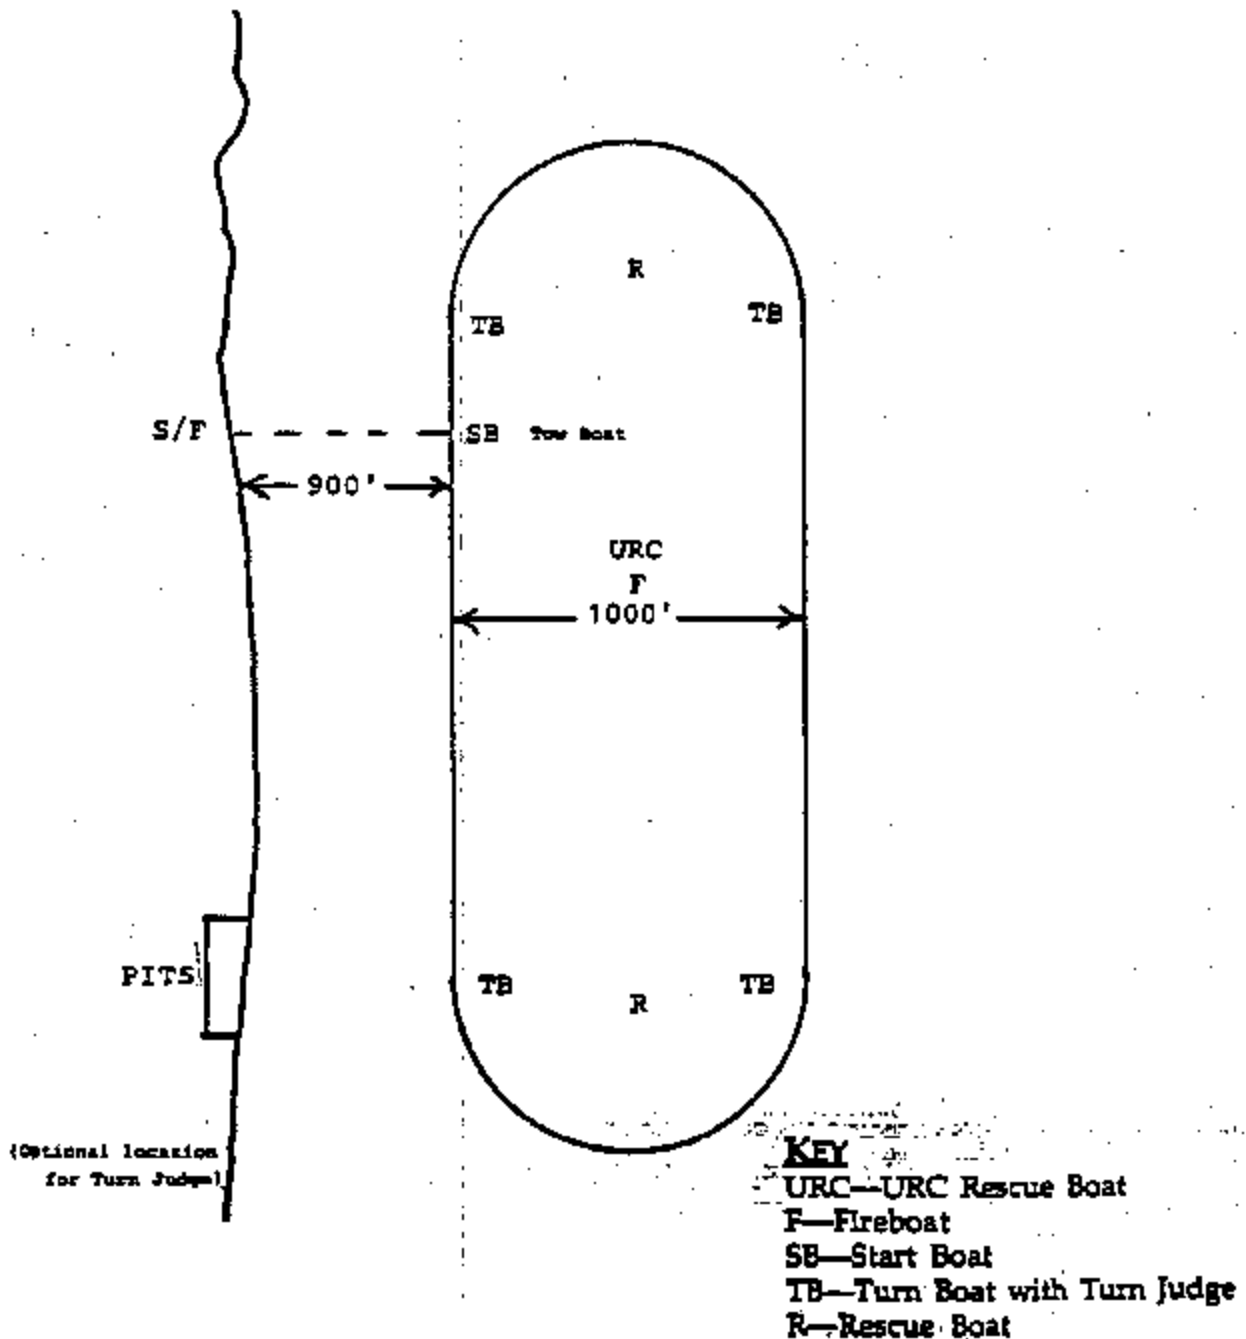 R
TB
TB
S/F
SB Tow Boat
900'
URC
F
1000'
PITS
TB
TB
R
(Optional location
for Turn Judge)
KEY
URC—URC Rescue Boat
F—Fireboat
SB—Start Boat
TB—Turn Boat with Turn Judge
R—Rescue Boat